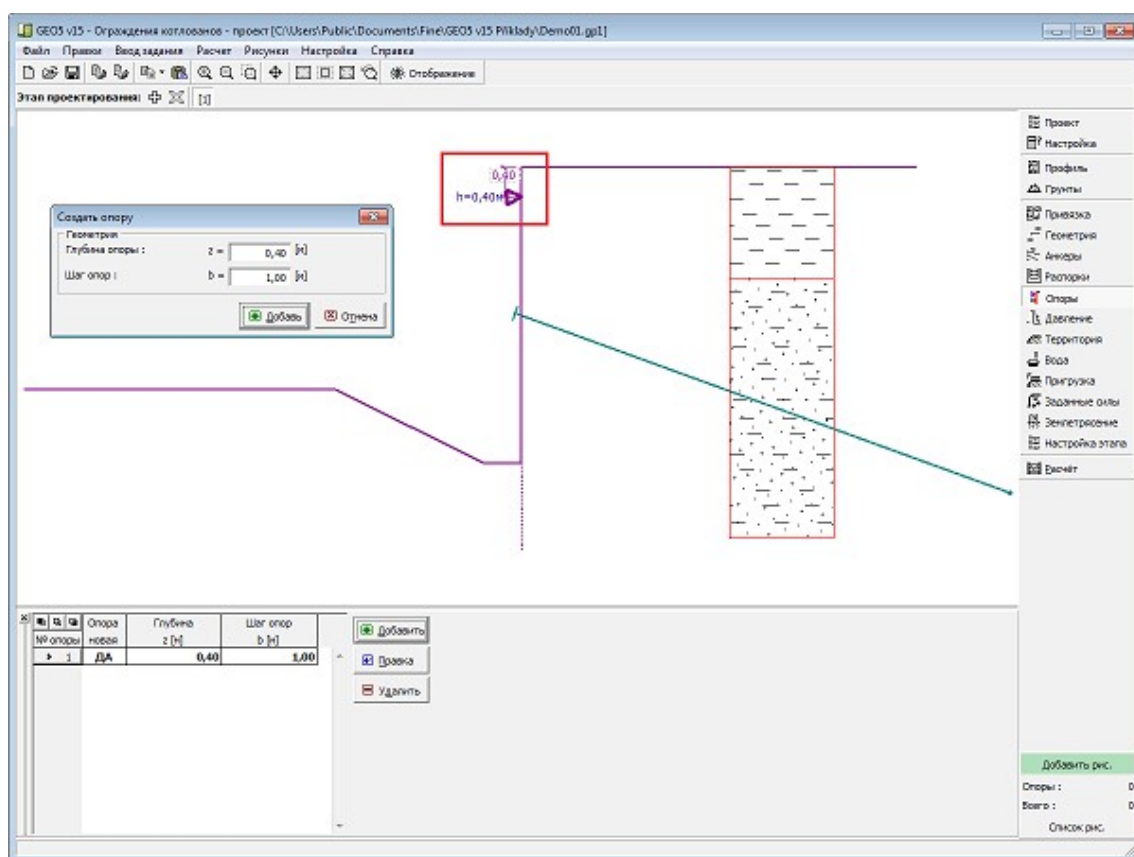 GEO5 v15 - Ограждения котлованов - проект [C:\Users\Public\Documents\Fine\GEO5 v15 Příklady\Demo01.gp1]
Файл Правки Ввод задания Расчет Рисунки Настройка Справка
Отображение
Этап проектирования: [1]
0,40
h=0,40м
Создать опору
Геометрия
Глубина опоры : z = 0,40 [м]
Шаг опор : b = 1,00 [м]
Добавь Отмена
Проект
Настройка
Профиль
Грунты
Привязка
Геометрия
Анкеры
Распорки
Опоры
Давление
Территория
Вода
Пригрузка
Заданные силы
Землетрясение
Настройка этапа
Расчёт
Опора Глубина Шаг опор
№ опоры новая z [м] b [м]
1 ДА 0,40 1,00
Добавить
Правка
Удалить
Добавить рис.
Опоры : 0
Всего : 0
Список рис.